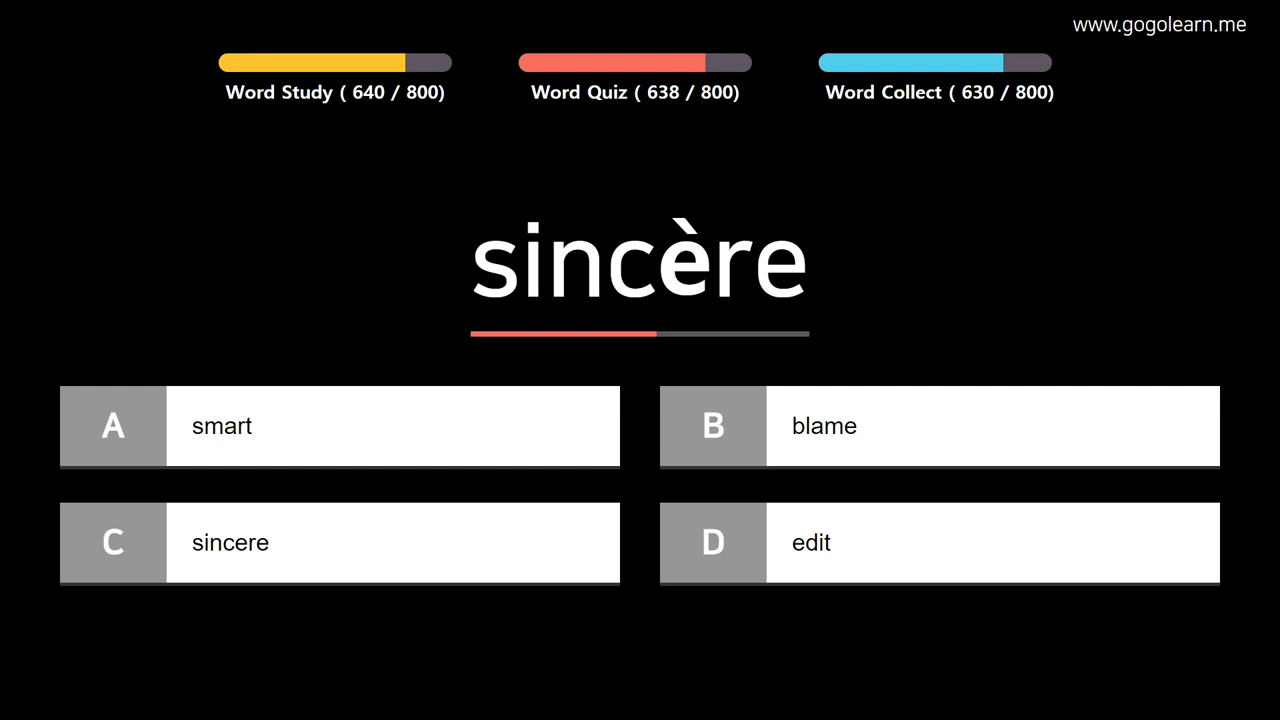 www.gogolearn.me
Word Study ( 640 / 800)
Word Quiz ( 638 / 800)
Word Collect ( 630 / 800)
sincère
A smart
B blame
C sincere
D edit